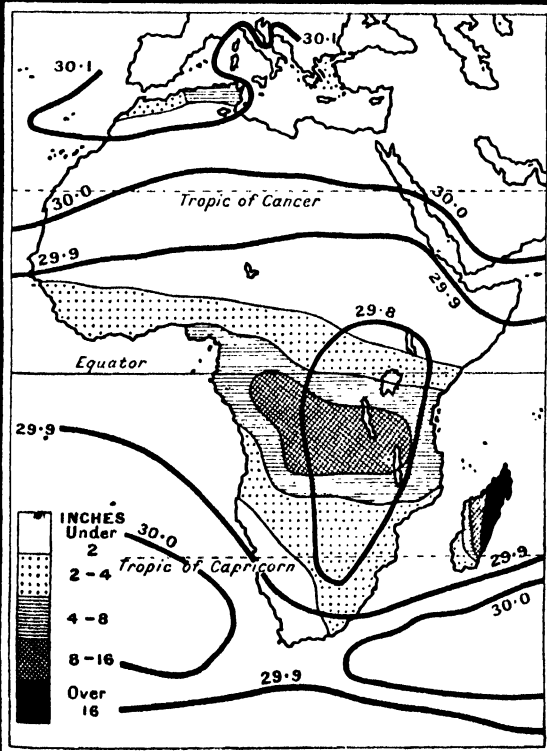 30.1
30.1
30.0
Tropic of Cancer
30.0
29.9
29.9
29.8
Equator
29.9
INCHES
Under
2
30.0
2-4
Tropic of Capricorn
29.9
4-8
30.0
8-16
29.9
Over
16